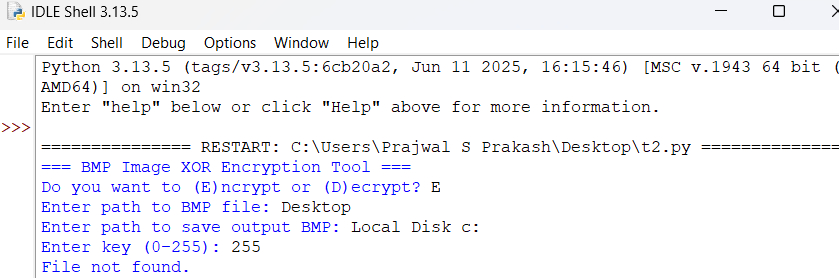 IDLE Shell 3.13.5
File Edit Shell Debug Options Window Help
Python 3.13.5 (tags/v3.13.5:6cb20a2, Jun 11 2025, 16:15:46) [MSC v.1943 64 bit (
AMD64)] on win32
Enter "help" below or click "Help" above for more information.
>>>
=============== RESTART: C:\Users\Prajwal S Prakash\Desktop\t2.py ==============
=== BMP Image XOR Encryption Tool ===
Do you want to (E)ncrypt or (D)ecrypt? E
Enter path to BMP file: Desktop
Enter path to save output BMP: Local Disk c:
Enter key (0-255): 255
File not found.